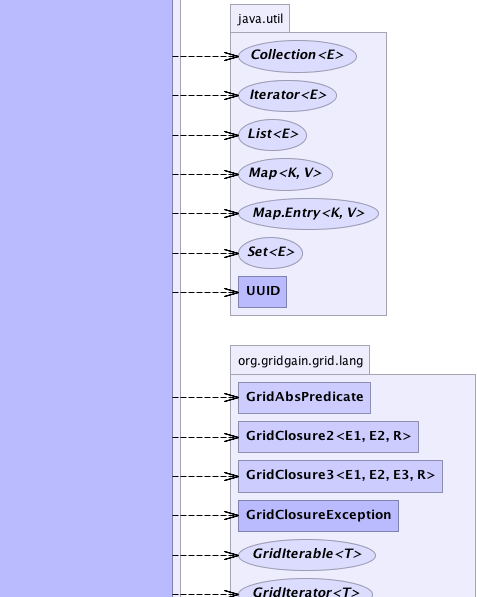 java.util
Collection<E>
Iterator<E>
List<E>
Map<K, V>
Map.Entry<K, V>
Set<E>
UUID
org.gridgain.grid.lang
GridAbsPredicate
GridClosure2<E1, E2, R>
GridClosure3<E1, E2, E3, R>
GridClosureException
GridIterable<T>
GridIterator<T>